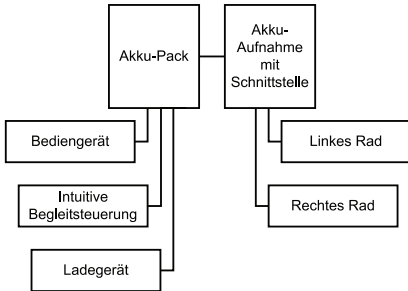 Akku-Pack
Akku-
Aufnahme
mit
Schnittstelle
Bediengerät
Linkes Rad
Intuitive
Begleitsteuerung
Rechtes Rad
Ladegerät